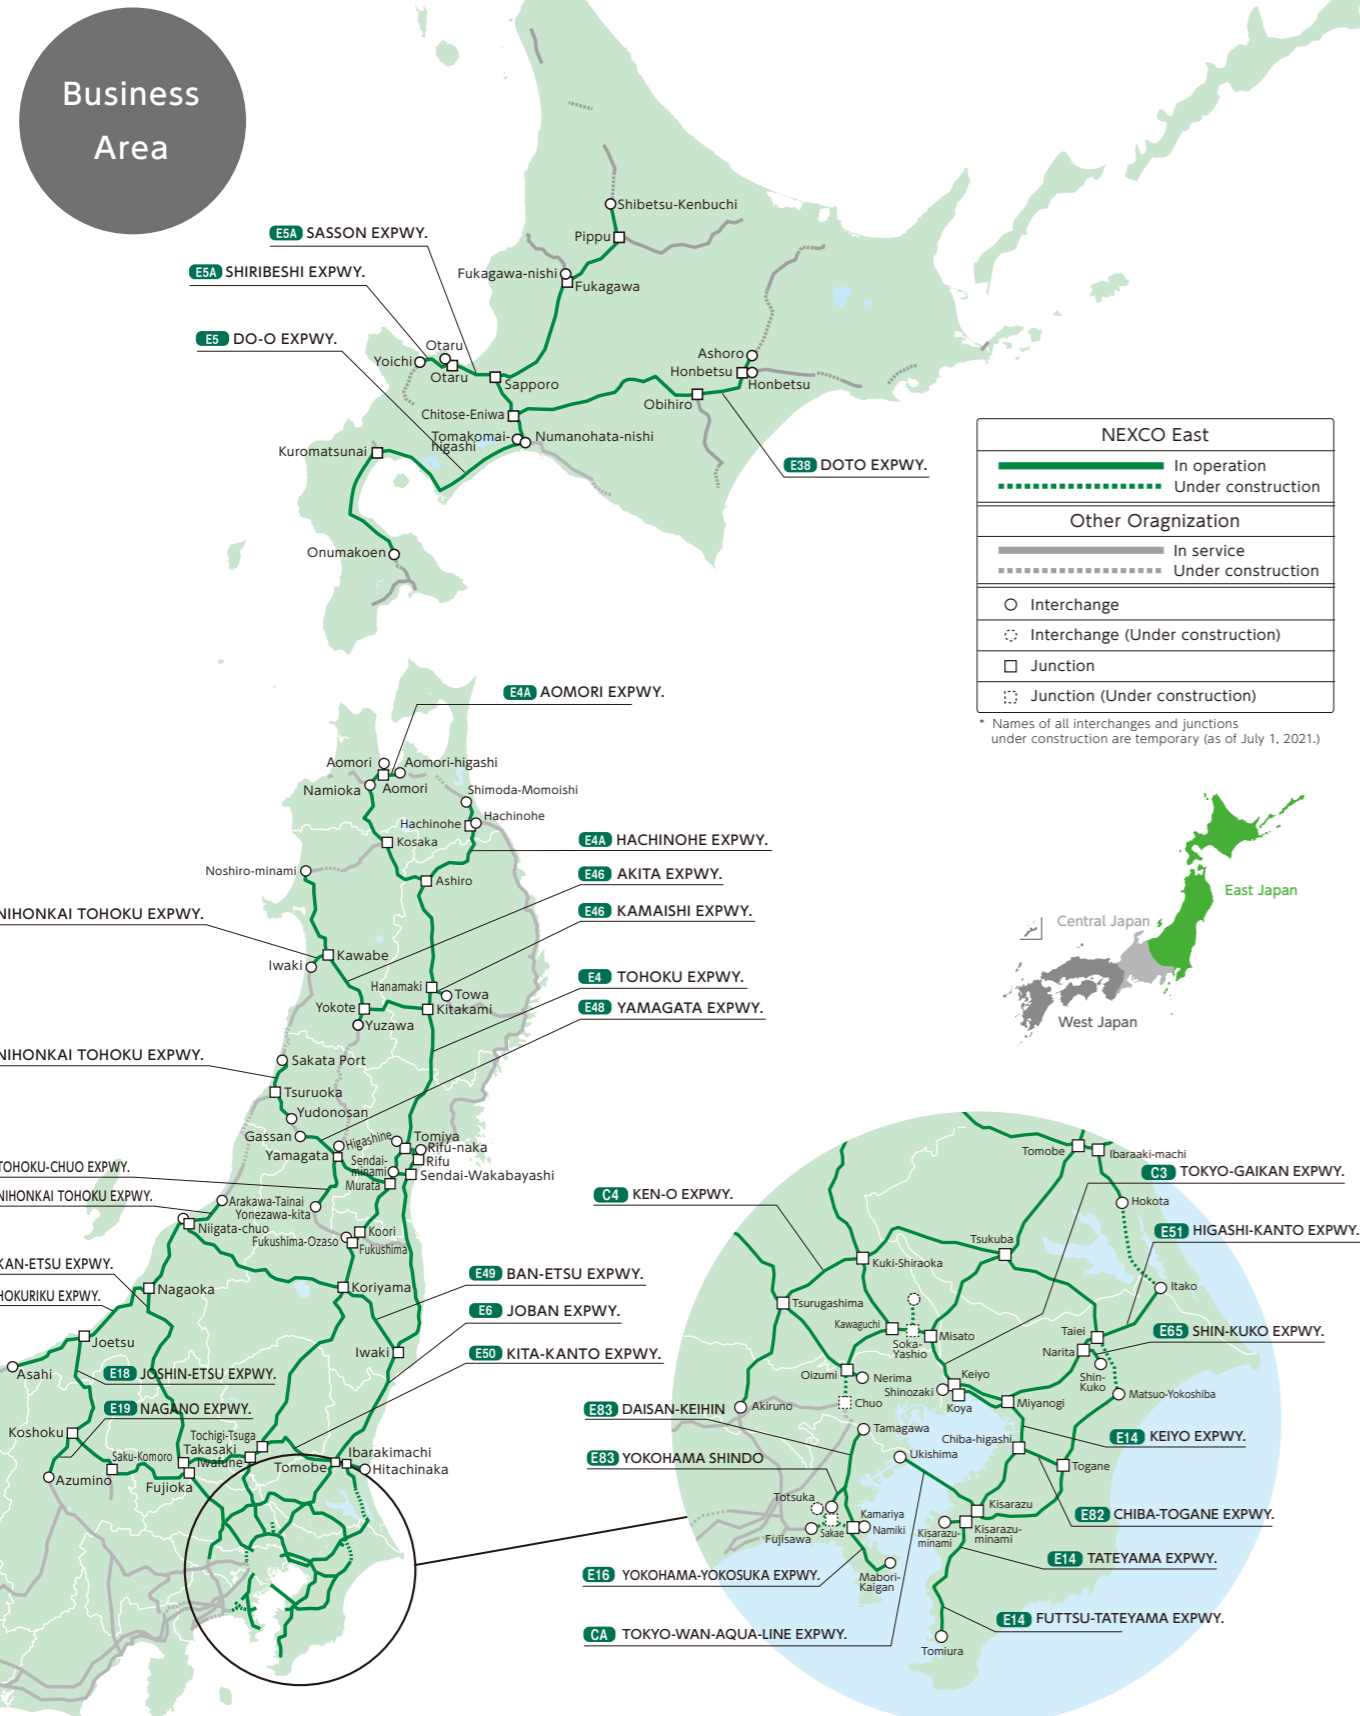 Business
Area
E5A SASSON EXPWY.
E5A SHIRIBESHI EXPWY.
E5 DO-O EXPWY.
Shibetsu-Kenbuchi
Pippu
Fukagawa-nishi
Fukagawa
Otaru
Yoichi
Otaru
Sapporo
Ashoro
Honbetsu
Honbetsu
Obihiro
Chitose-Eniwa
Tomakomai-
higashi
Numanohata-nishi
Kuromatsunai
E38 DOTO EXPWY.
Onumakoen
NEXCO East
In operation
Under construction
Other Oragnization
In service
Under construction
Interchange
Interchange (Under construction)
Junction
Junction (Under construction)
* Names of all interchanges and junctions
under construction are temporary (as of July 1, 2021.)
East Japan
Central Japan
West Japan
E4A AOMORI EXPWY.
Aomori
Aomori-higashi
Namioka
Aomori
Shimoda-Momoishi
Hachinohe
Hachinohe
Kosaka
E4A HACHINOHE EXPWY.
Noshiro-minami
Ashiro
E46 AKITA EXPWY.
E46 KAMAISHI EXPWY.
NIHONKAI TOHOKU EXPWY.
Kawabe
Iwaki
Hanamaki
Towa
E4 TOHOKU EXPWY.
Yokote
Kitakami
E48 YAMAGATA EXPWY.
Yuzawa
NIHONKAI TOHOKU EXPWY.
Sakata Port
Tsuruoka
Yudonosan
Gassan
Higashine
Tomiya
Rifu-naka
Yamagata
Sendai-
minami
Rifu
Sendai-Wakabayashi
Murata
TOHOKU-CHUO EXPWY.
NIHONKAI TOHOKU EXPWY.
Arakawa-Tainai
Yonezawa-kita
Niigata-chuo
Koori
Fukushima-Ozaso
Fukushima
KAN-ETSU EXPWY.
HOKURIKU EXPWY.
Nagaoka
Koriyama
E49 BAN-ETSU EXPWY.
E6 JOBAN EXPWY.
Joetsu
Iwaki
E50 KITA-KANTO EXPWY.
Asahi
E18 JOSHIN-ETSU EXPWY.
E19 NAGANO EXPWY.
Koshoku
Tochigi-Tsuga
Saku-Komoro
Takasaki
Iwafune
Ibarakimachi
Tomobe
Hitachinaka
Azumino
Fujioka
Tomobe
Ibaraaki-machi
C3 TOKYO-GAIKAN EXPWY.
C4 KEN-O EXPWY.
Hokota
E51 HIGASHI-KANTO EXPWY.
Tsukuba
Kuki-Shiraoka
Itako
Tsurugashima
Kawaguchi
Soka-
Yashio
Misato
Taiei
E65 SHIN-KUKO EXPWY.
Narita
Oizumi
Nerima
Keiyo
Shinozaki
Koya
Shin-
Kuko
Matsuo-Yokoshiba
Chuo
Miyanogi
Akiruno
E83 DAISAN-KEIHIN
Tamagawa
E14 KEIYO EXPWY.
Chiba-higashi
E83 YOKOHAMA SHINDO
Ukishima
Togane
Totsuka
Kisarazu
Kamariya
E82 CHIBA-TOGANE EXPWY.
Sakae
Namiki
Kisarazu-
minami
Kisarazu-
minami
Fujisawa
E14 TATEYAMA EXPWY.
E16 YOKOHAMA-YOKOSUKA EXPWY.
Mabori-
Kaigan
E14 FUTTSU-TATEYAMA EXPWY.
CA TOKYO-WAN-AQUA-LINE EXPWY.
Tomiura